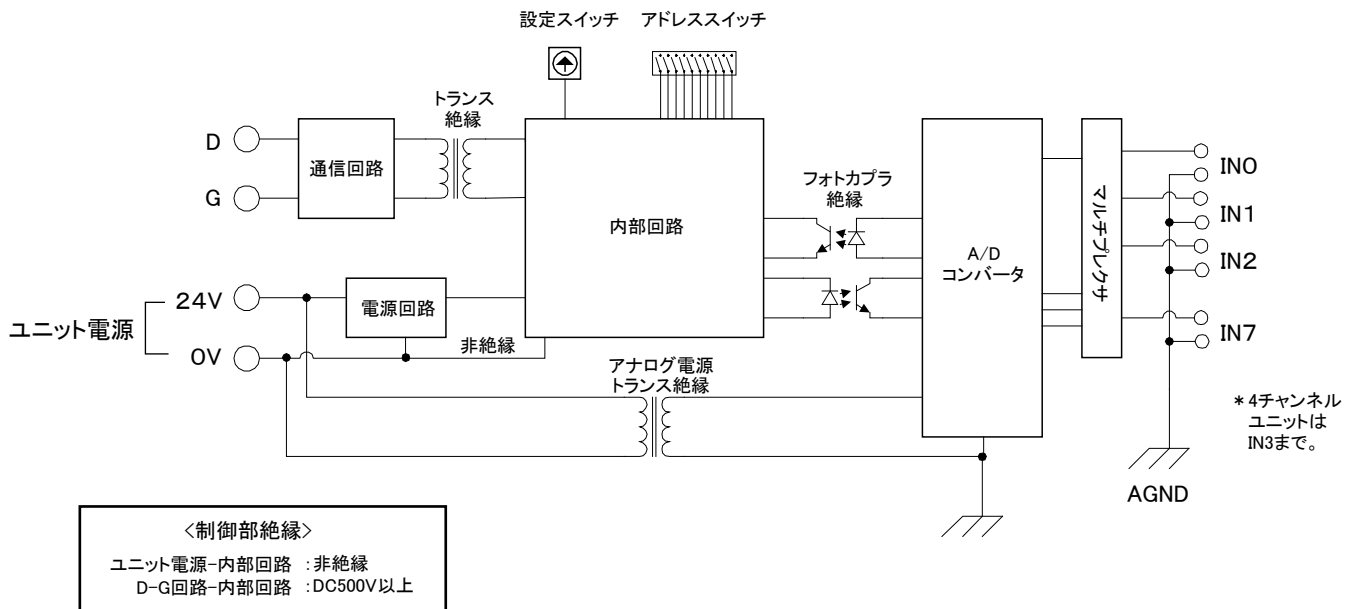 設定スイッチ
アドレススイッチ
トランス
絶縁
D
通信回路
G
内部回路
フォトカプラ
絶縁
A/D
コンバータ
マルチプレクサ
IN0
IN1
IN2
IN7
ユニット電源
24V
電源回路
0V
非絶縁
アナログ電源
トランス絶縁
*4チャンネル
ユニットは
IN3まで。
AGND
<制御部絶縁>
ユニット電源-内部回路 :非絶縁
D-G回路-内部回路 :DC500V以上